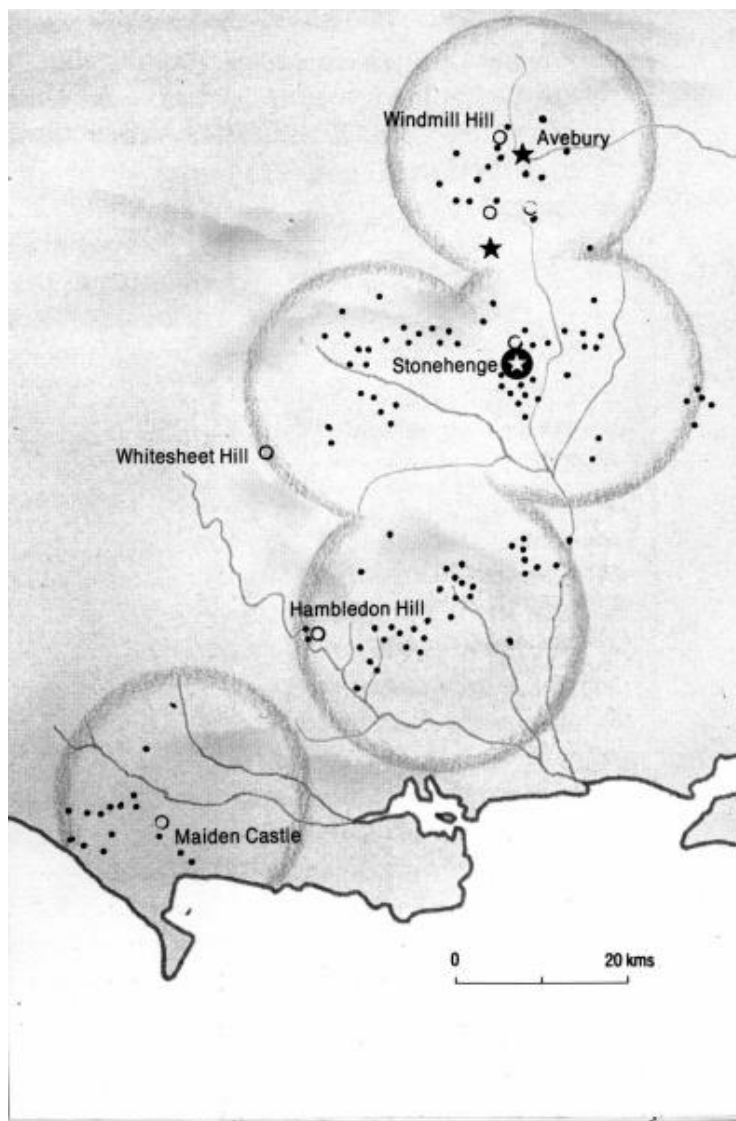 Windmill Hill
Avebury
Stonehenge
Whitesheet Hill
Hambledon Hill
Maiden Castle
0 20 kms